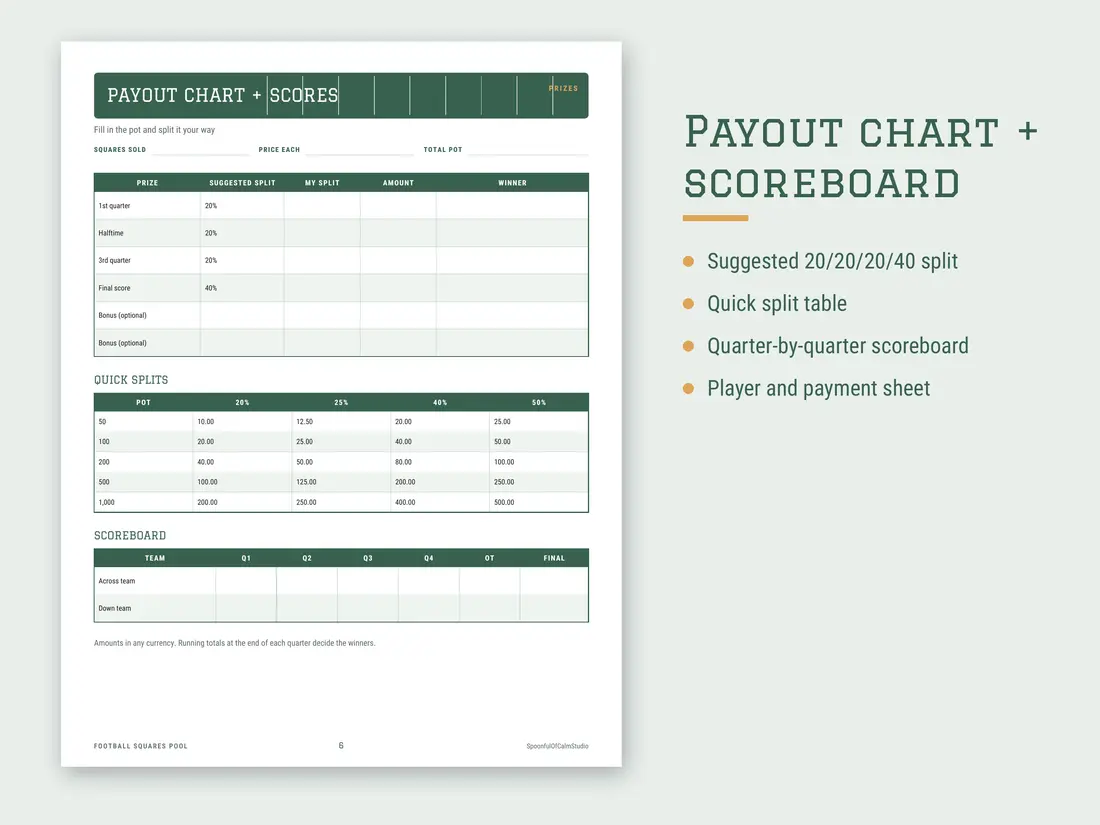 PAYOUT CHART + SCORES
PRIZES
Fill in the pot and split it your way
SQUARES SOLD PRICE EACH TOTAL POT
PRIZE SUGGESTED SPLIT MY SPLIT AMOUNT WINNER
1st quarter 20%
Halftime 20%
3rd quarter 20%
Final score 40%
Bonus (optional)
Bonus (optional)
QUICK SPLITS
POT 20% 25% 40% 50%
50 10.00 12.50 20.00 25.00
100 20.00 25.00 40.00 50.00
200 40.00 50.00 80.00 100.00
500 100.00 125.00 200.00 250.00
1,000 200.00 250.00 400.00 500.00
SCOREBOARD
TEAM Q1 Q2 Q3 Q4 OT FINAL
Across team
Down team
Amounts in any currency. Running totals at the end of each quarter decide the winners.
FOOTBALL SQUARES POOL 6 SpoonfulOfCalmStudio
PAYOUT CHART +
SCOREBOARD
Suggested 20/20/20/40 split
Quick split table
Quarter-by-quarter scoreboard
Player and payment sheet